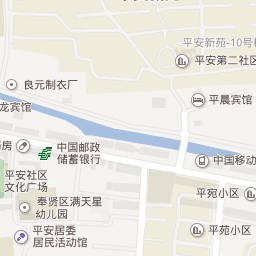 平安新苑-10号楼
平安第二社区
良元制衣厂
平晨宾馆
龙宾馆
房
中国邮政
储蓄银行
中国移动
平安社区
文化广场
平宛小区
奉贤区满天星
幼儿园
平安居委
居民活动馆
平苑小区